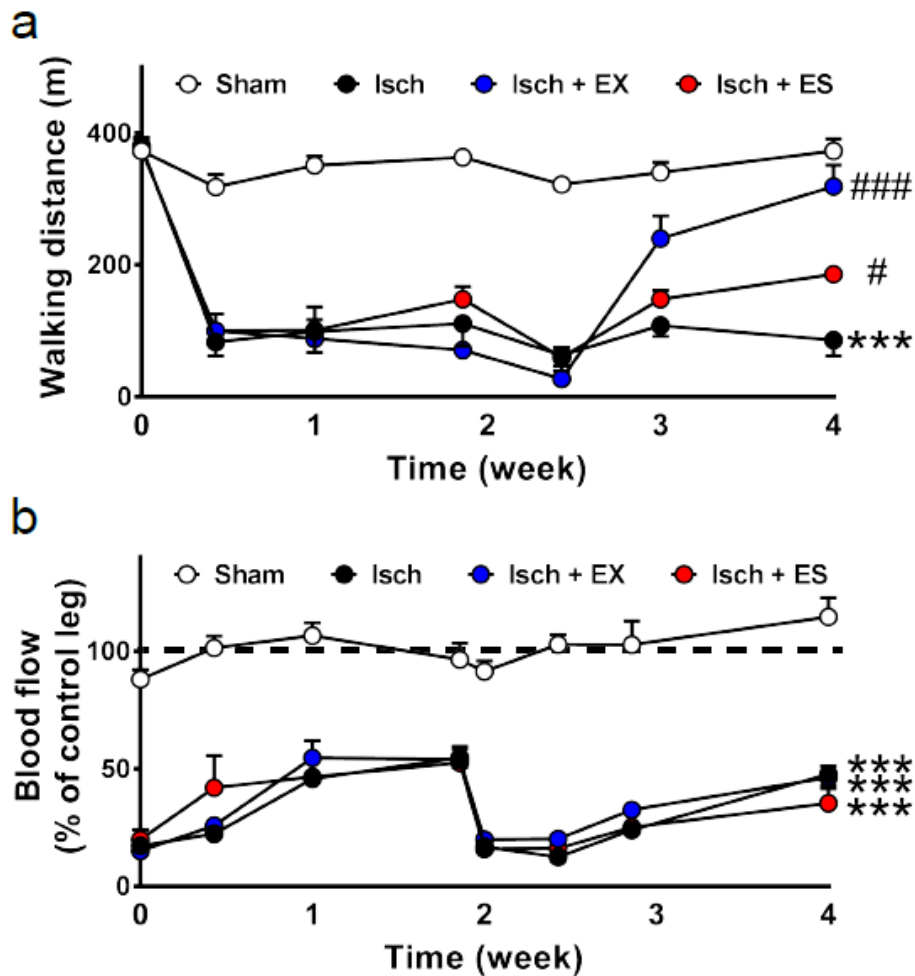 a
Walking distance (m)
Sham Isch Isch + EX Isch + ES
400
200
0
###
#
***
0 1 2 3 4
Time (week)
b
Blood flow
(% of control leg)
Sham Isch Isch + EX Isch + ES
100
50
0
***
***
***
0 1 2 3 4
Time (week)